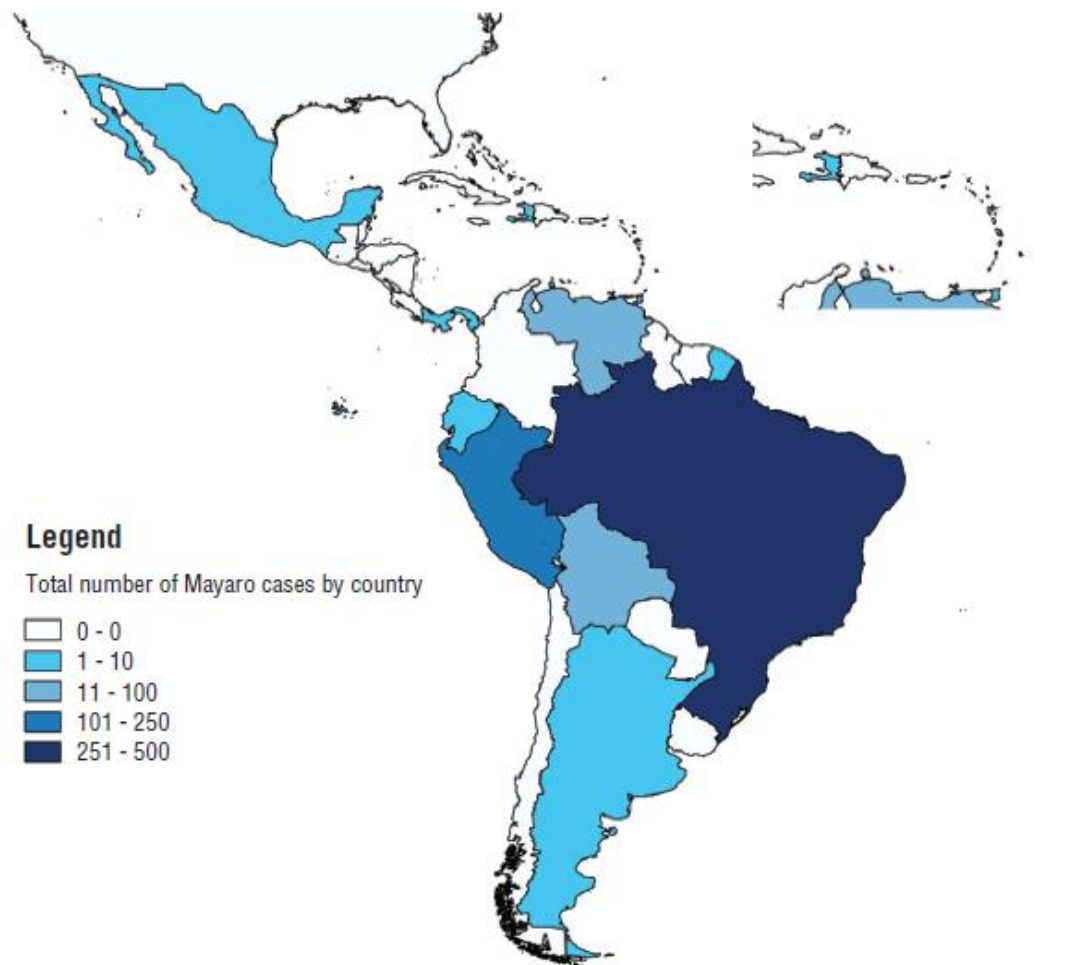 Legend
Total number of Mayaro cases by country
0 - 0
1 - 10
11 - 100
101 - 250
251 - 500